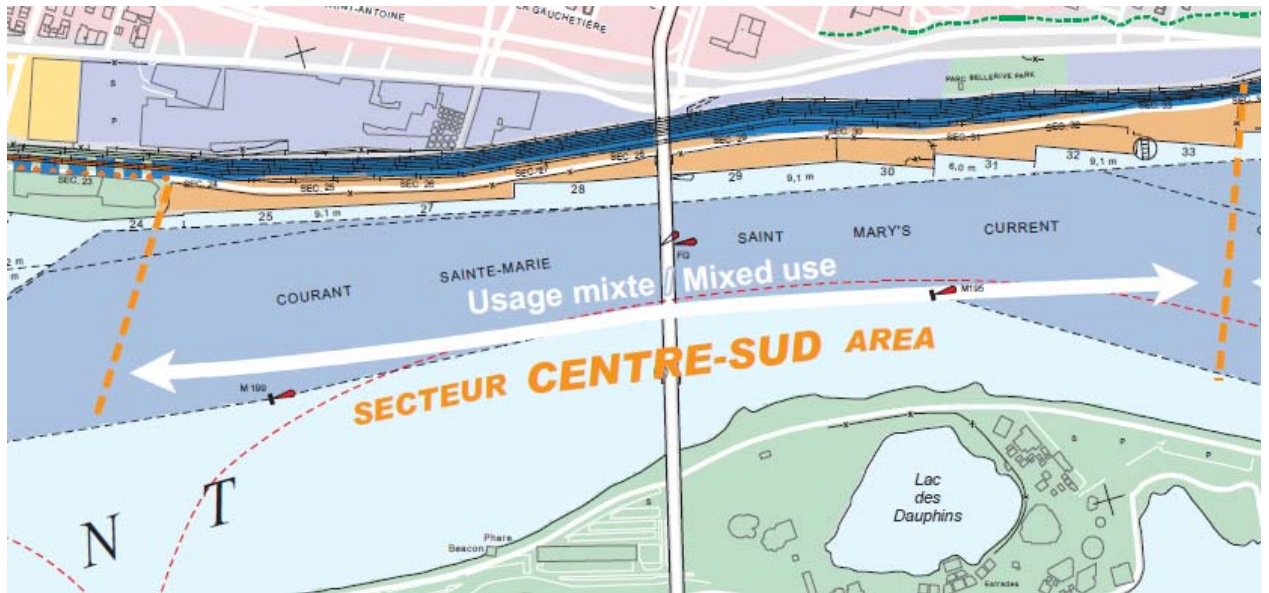 SAINT-ANTOINE
LA GAUCHETIÈRE
PARC BELLERIVE PARK
S
P
SEC. 23
SEC. 24
SEC. 25
SEC. 26
SEC. 27
SEC. 28
SEC. 29
SEC. 30
SEC. 31
SEC. 32
SEC. 33
24
25
9,1 m
27
28
29
9,1 m
30
6,0 m
31
32
9,1 m
33
COURANT SAINTE-MARIE
SAINT MARY'S CURRENT
FG
Usage mixte / Mixed use
M195
M 199
SECTEUR CENTRE-SUD AREA
N T
Phare
Beacon
S
Lac
des
Dauphins
Estrades
S
P
P